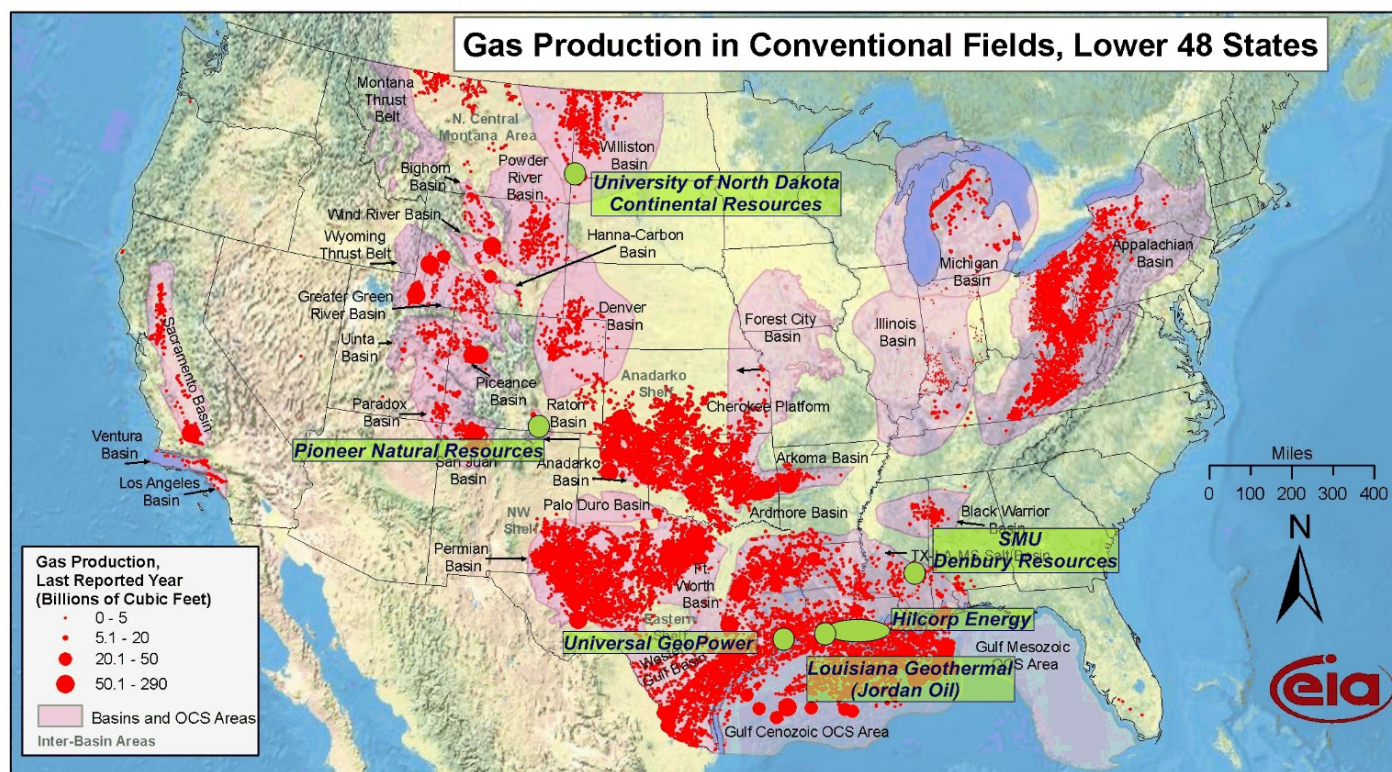 Gas Production in Conventional Fields, Lower 48 States
Montana
Thrust
Belt
N. Central
Montana Area
Williston
Basin
Powder
River
Basin
Bighorn
Basin
University of North Dakota
Continental Resources
Wind River Basin
Wyoming
Thrust Belt
Hanna-Carbon
Basin
Greater Green
River Basin
Denver
Basin
Forest City
Basin
Illinois
Basin
Michigan
Basin
Appalachian
Basin
Uinta
Basin
Sacramento Basin
Piceance
Basin
Anadarko
Shelf
Cherokee Platform
Paradox
Basin
Raton
Basin
Ventura
Basin
Pioneer Natural Resources
San Juan
Basin
Los Angeles
Basin
Anadarko
Basin
Arkoma Basin
Palo Duro Basin
Ardmore Basin
NW
Shelf
Black Warrior
Basin
SMU
Denbury Resources
Permian
Basin
Ft.
Worth
Basin
Eastern
Hilcorp Energy
Universal GeoPower
Gulf Basin
Louisiana Geothermal
(Jordan Oil)
Gulf Mesozoic
OCS Area
Gulf Cenozoic OCS Area
Miles
0 100 200 300 400
N
eia
Gas Production,
Last Reported Year
(Billions of Cubic Feet)
0 - 5
5.1 - 20
20.1 - 50
50.1 - 290
Basins and OCS Areas
Inter-Basin Areas